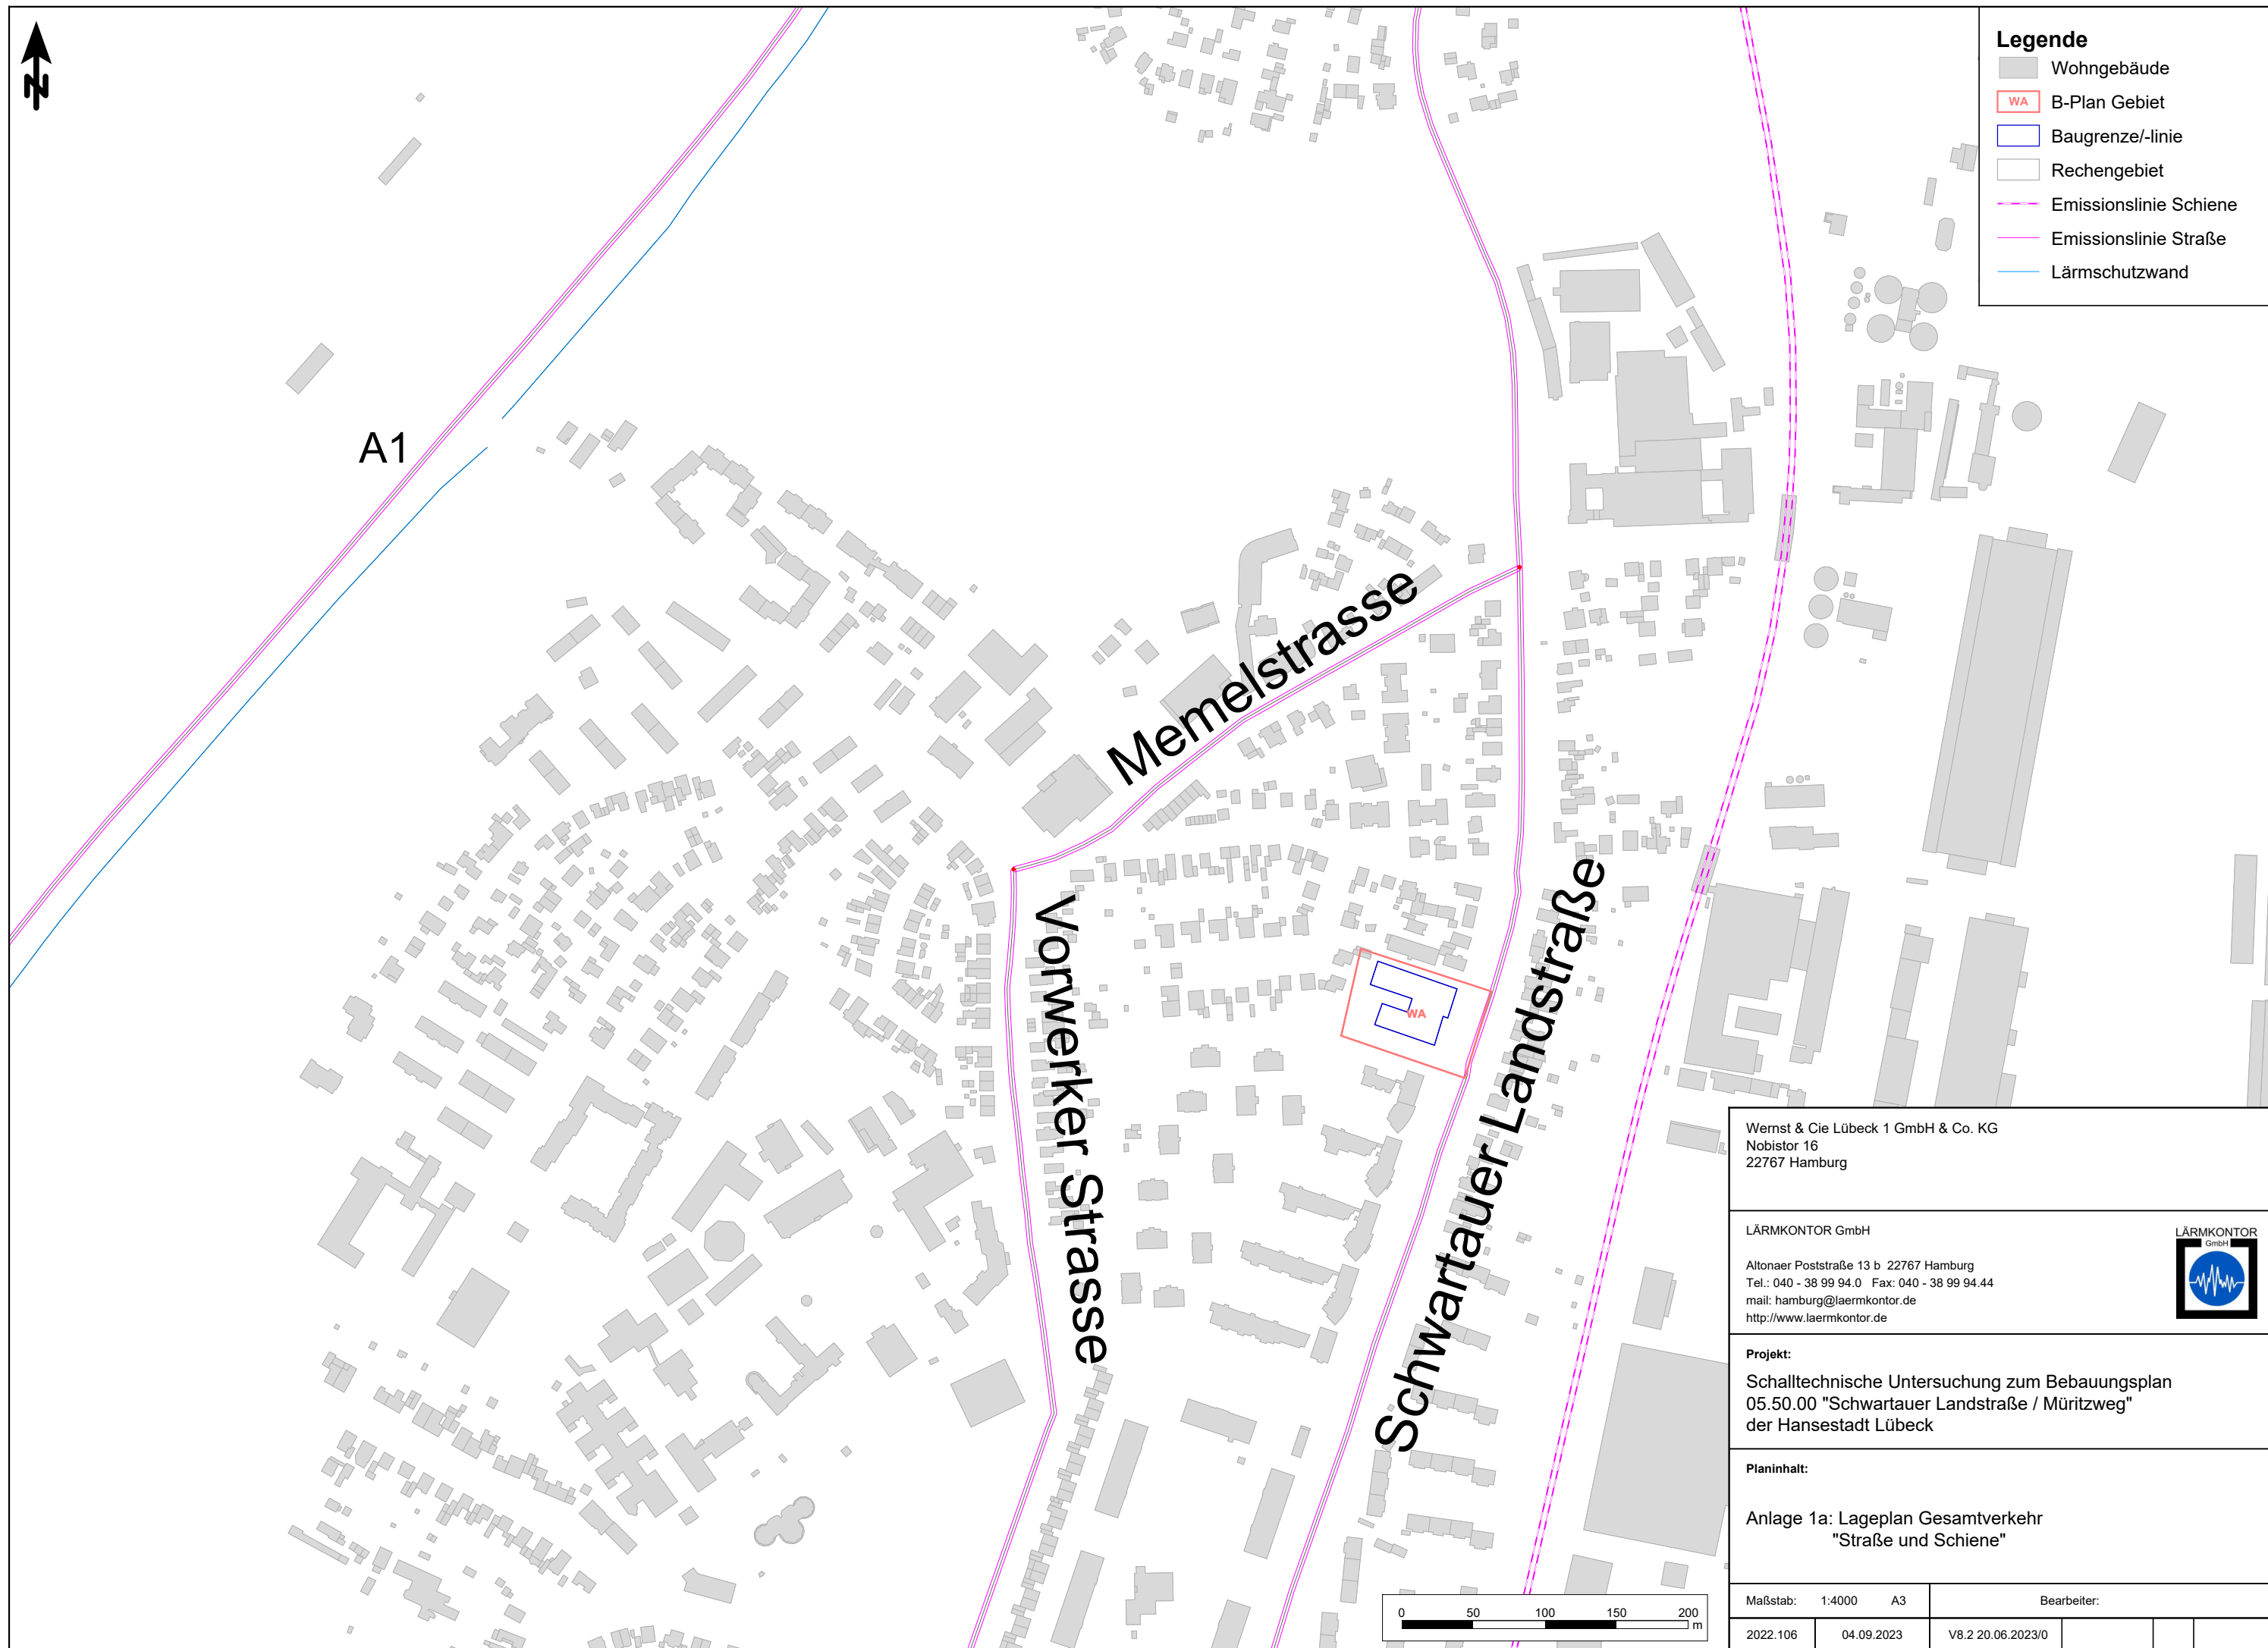 N
Legende
Wohngebäude
WA B-Plan Gebiet
Baugrenze/-linie
Rechengebiet
Emissionslinie Schiene
Emissionslinie Straße
Lärmschutzwand
A1
Memelstrasse
Vorwerker Strasse
Schwartauer Landstraße
WA
Wernst & Cie Lübeck 1 GmbH & Co. KG
Nobistor 16
22767 Hamburg
LÄRMKONTOR GmbH
Altonaer Poststraße 13 b 22767 Hamburg
Tel.: 040 - 38 99 94.0 Fax: 040 - 38 99 94.44
mail: hamburg@laermkontor.de
http://www.laermkontor.de
LÄRMKONTOR
GmbH
Projekt:
Schalltechnische Untersuchung zum Bebauungsplan
05.50.00 "Schwartauer Landstraße / Müritzweg"
der Hansestadt Lübeck
Planinhalt:
Anlage 1a: Lageplan Gesamtverkehr
"Straße und Schiene"
Maßstab: 1:4000 A3 Bearbeiter:
2022.106 04.09.2023 V8.2 20.06.2023/0
0 50 100 150 200
m